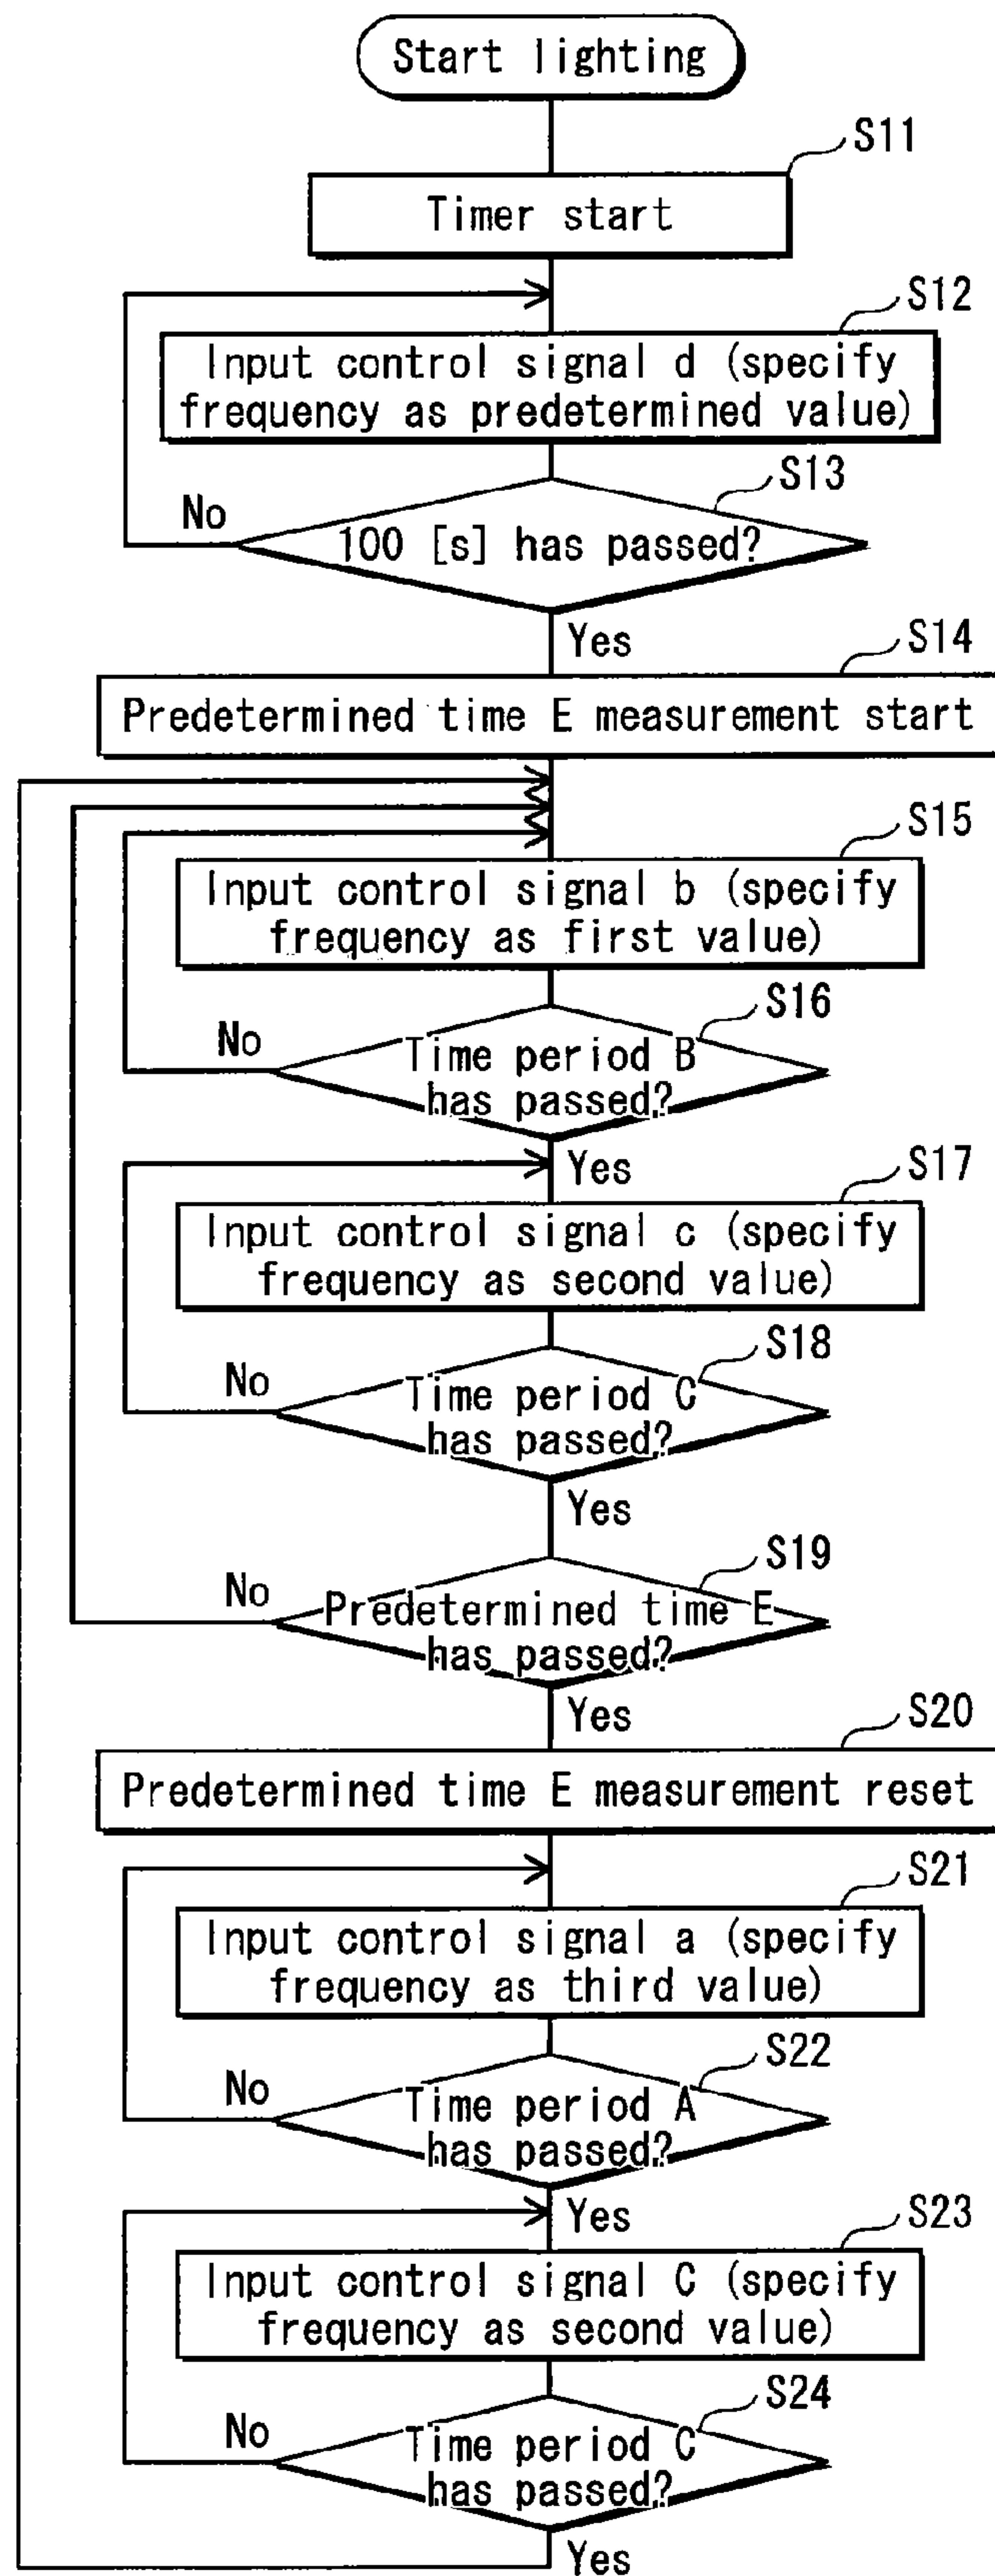 Start lighting
S11
Timer start
S12
Input control signal d (specify
frequency as predetermined value)
S13
No
100 [s] has passed?
Yes
S14
Predetermined time E measurement start
S15
Input control signal b (specify
frequency as first value)
S16
No
Time period B
has passed?
Yes
S17
Input control signal c (specify
frequency as second value)
S18
No
Time period C
has passed?
Yes
S19
No
Predetermined time E
has passed?
Yes
S20
Predetermined time E measurement reset
S21
Input control signal a (specify
frequency as third value)
S22
No
Time period A
has passed?
Yes
S23
Input control signal C (specify
frequency as second value)
S24
No
Time period C
has passed?
Yes